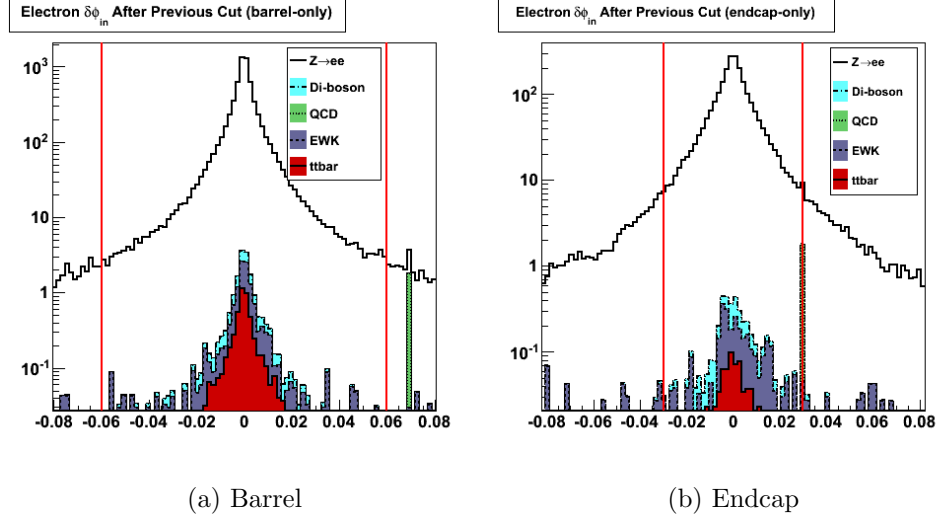 Electron δϕin After Previous Cut (barrel-only)
10³
10²
10
1
10⁻¹
Z→ee
Di-boson
QCD
EWK
ttbar
-0.08 -0.06 -0.04 -0.02 0 0.02 0.04 0.06 0.08
(a) Barrel
Electron δϕin After Previous Cut (endcap-only)
10²
10
1
10⁻¹
Z→ee
Di-boson
QCD
EWK
ttbar
-0.08 -0.06 -0.04 -0.02 0 0.02 0.04 0.06 0.08
(b) Endcap